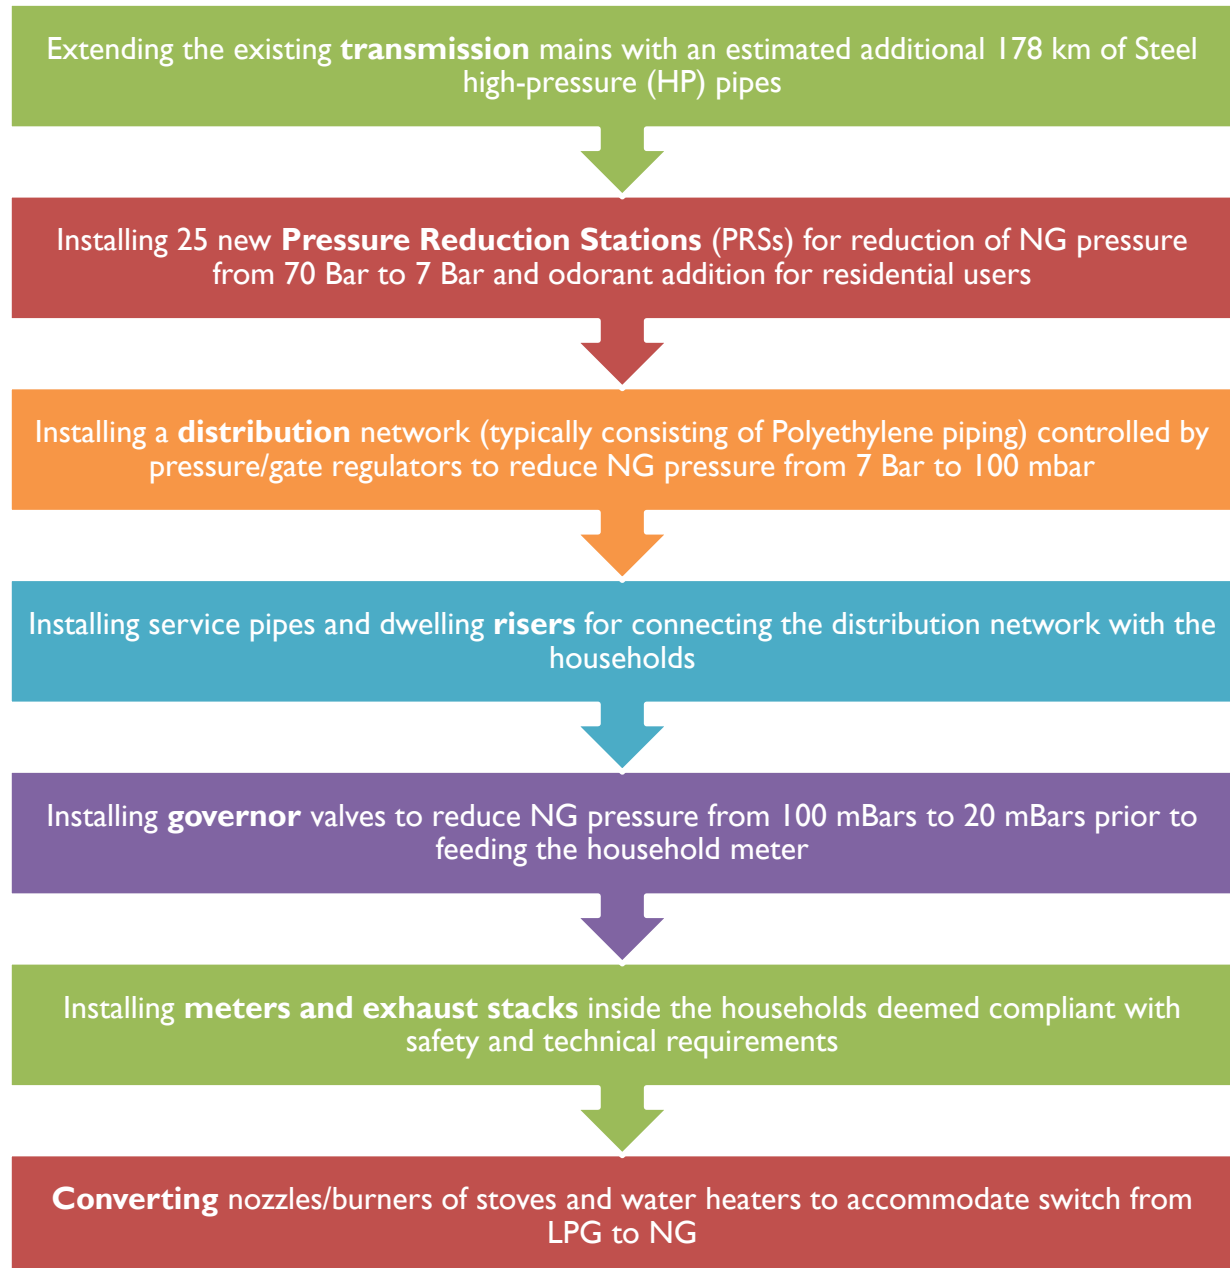 Extending the existing transmission mains with an estimated additional 178 km of Steel
high-pressure (HP) pipes
Installing 25 new Pressure Reduction Stations (PRSs) for reduction of NG pressure
from 70 Bar to 7 Bar and odorant addition for residential users
Installing a distribution network (typically consisting of Polyethylene piping) controlled by
pressure/gate regulators to reduce NG pressure from 7 Bar to 100 mbar
Installing service pipes and dwelling risers for connecting the distribution network with the
households
Installing governor valves to reduce NG pressure from 100 mBars to 20 mBars prior to
feeding the household meter
Installing meters and exhaust stacks inside the households deemed compliant with
safety and technical requirements
Converting nozzles/burners of stoves and water heaters to accommodate switch from
LPG to NG